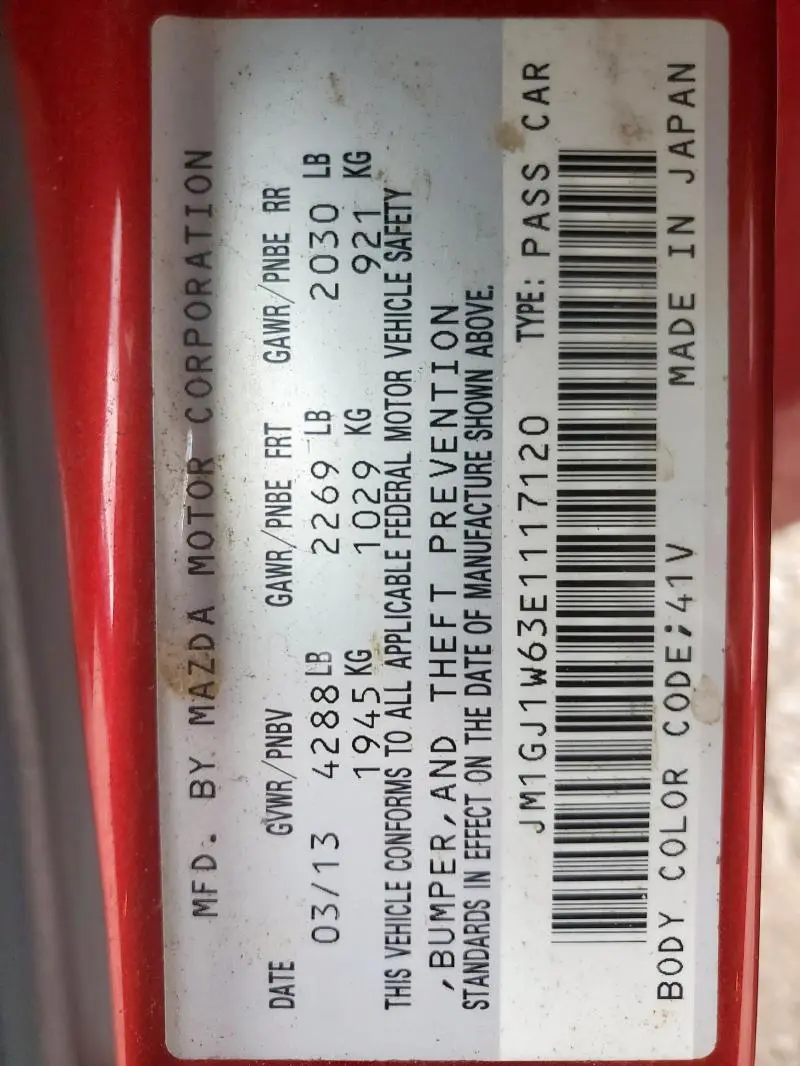 MFD. BY MAZDA MOTOR CORPORATION
DATE GVWR/PNBV GAWR/PNBE FRT GAWR/PNBE RR
03/13 4288 LB 2269 LB 2030 LB
1945 KG 1029 KG 921 KG
THIS VEHICLE CONFORMS TO ALL APPLICABLE FEDERAL MOTOR VEHICLE SAFETY
,BUMPER,AND THEFT PREVENTION
STANDARDS IN EFFECT ON THE DATE OF MANUFACTURE SHOWN ABOVE.
JM1GJ1W63E1117120 TYPE: PASS CAR
BODY COLOR CODE;41V MADE IN JAPAN